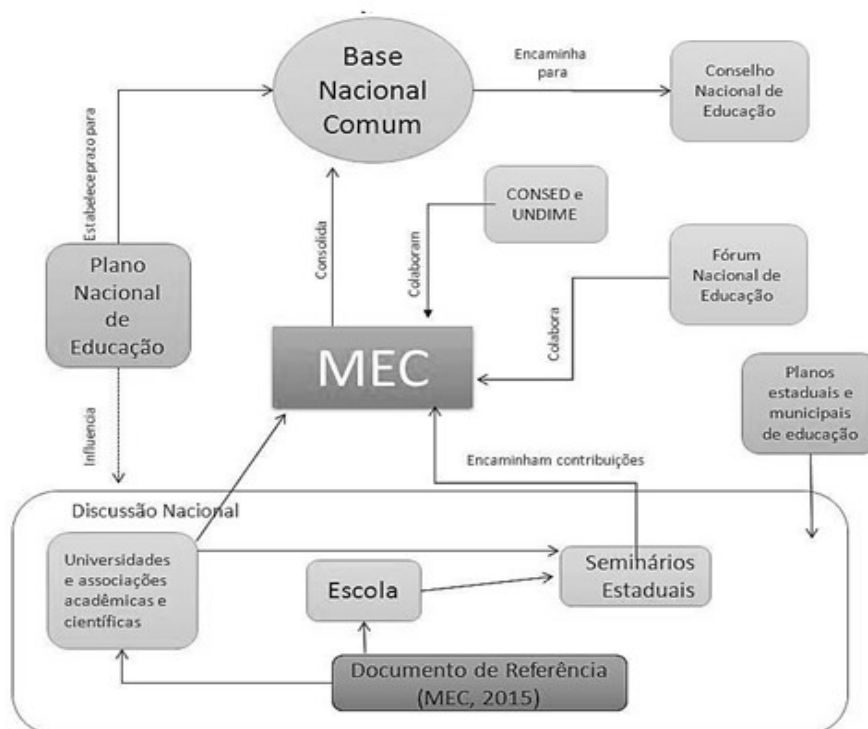 Base
Nacional
Comum
Encaminha
para
Conselho
Nacional de
Educação
Estabelece prazo para
CONSED e
UNDIME
Consolida
Colaboram
Fórum
Nacional de
Educação
Plano
Nacional
de
Educação
Colabora
MEC
Planos
estaduais e
municipais
de educação
Influencia
Encaminham contribuições
Discussão Nacional
Universidades
e associações
acadêmicas e
científicas
Escola
Seminários
Estaduais
Documento de Referência
(MEC, 2015)